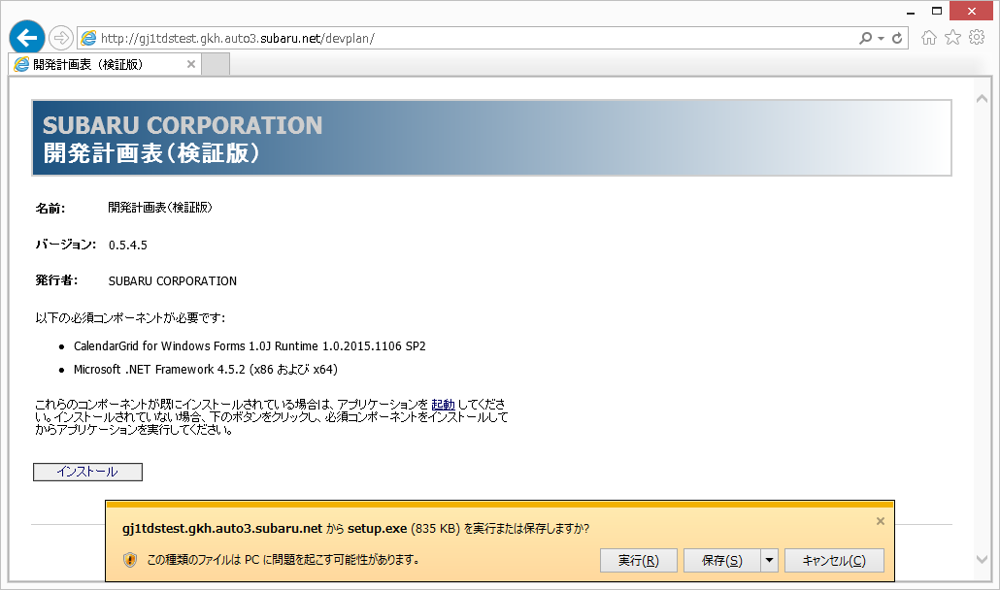 http://gj1tdstest.gkh.auto3.subaru.net/devplan/
開発計画表（検証版）
SUBARU CORPORATION
開発計画表（検証版）
名前: 開発計画表（検証版）
バージョン: 0.5.4.5
発行者: SUBARU CORPORATION
以下の必須コンポーネントが必要です:
CalendarGrid for Windows Forms 1.0J Runtime 1.0.2015.1106 SP2
Microsoft .NET Framework 4.5.2 (x86 および x64)
これらのコンポーネントが既にインストールされている場合は、アプリケーションを 起動 してくださ
い。インストールされていない場合、下のボタンをクリックし、必須コンポーネントをインストールして
からアプリケーションを実行してください。
インストール
gj1tdstest.gkh.auto3.subaru.net から setup.exe (835 KB) を実行または保存しますか?
この種類のファイルは PC に問題を起こす可能性があります。
実行(R) 保存(S) キャンセル(C)